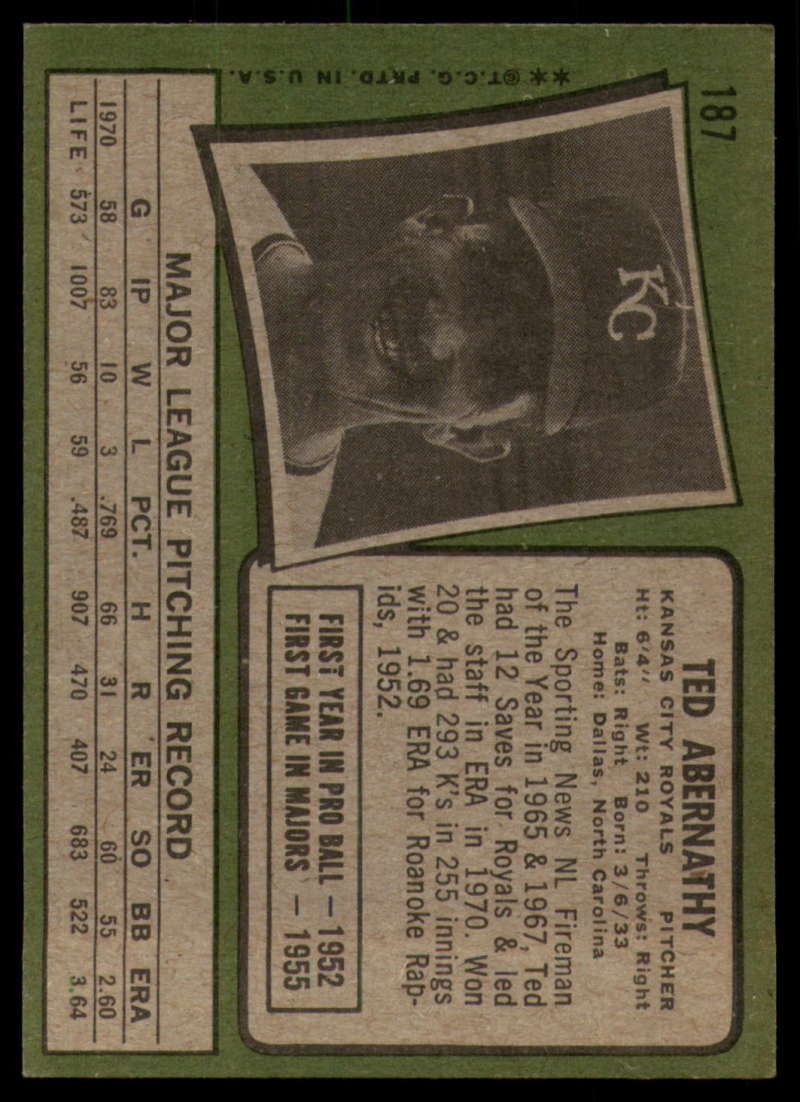 187
**©T.C.G. PRTD. IN U.S.A.
KC
TED ABERNATHY
KANSAS CITY ROYALS PITCHER
Ht: 6'4" Wt: 210 Throws: Right
Bats: Right Born: 3/6/33
Home: Dallas, North Carolina
The Sporting News NL Fireman
of the Year in 1965 & 1967, Ted
had 12 Saves for Royals & led
the staff in ERA in 1970. Won
20 & had 293 K's in 255 innings
with 1.69 ERA for Roanoke Rap-
ids, 1952.
FIRST YEAR IN PRO BALL — 1952
FIRST GAME IN MAJORS — 1955
MAJOR LEAGUE PITCHING RECORD
G IP W L PCT. H R ER SO BB ERA
1970 58 83 10 3 .769 66 31 24 60 55 2.60
LIFE 573 1007 56 59 .487 907 470 407 683 522 3.64